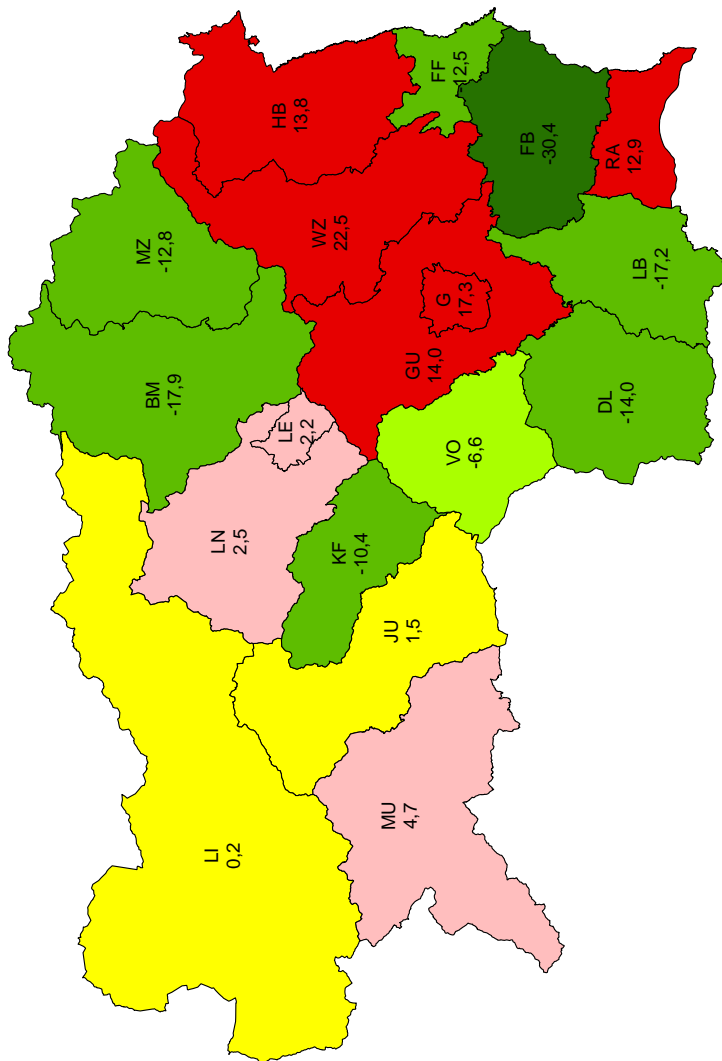 MZ
-12,8
BM
-17,9
LI
0,2
LN
2,5
HB
13,8
LE
2,2
WZ
22,5
KF
-10,4
MU
4,7
JU
1,5
GU
14,0
G
17,3
FF
-12,5
VO
-6,6
FB
-30,4
DL
-14,0
RA
12,9
LB
-17,2